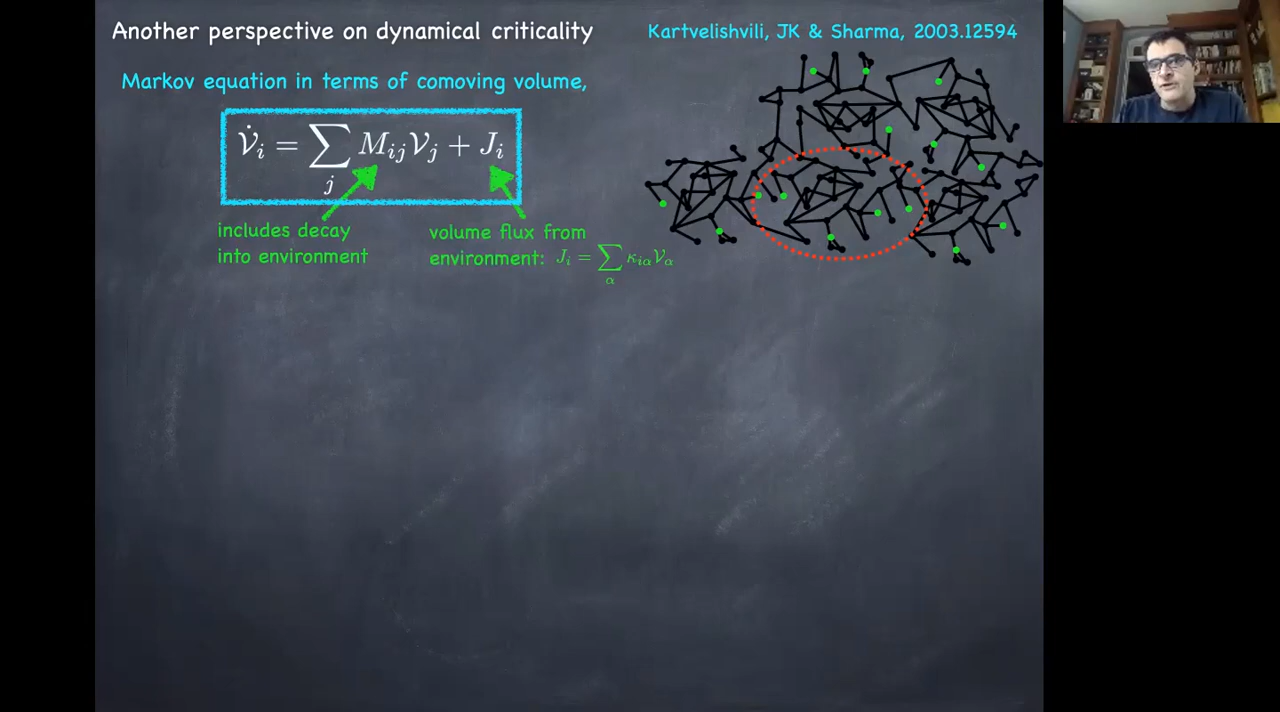 Another perspective on dynamical criticality
Kartvelishvili, JK & Sharma, 2003.12594
Markov equation in terms of comoving volume,
$\dot{\mathcal{V}}_i = \sum_j M_{ij} \mathcal{V}_j + J_i$
includes decay
into environment
volume flux from
environment: $J_i = \sum_\alpha \kappa_{i\alpha} \mathcal{V}_\alpha$